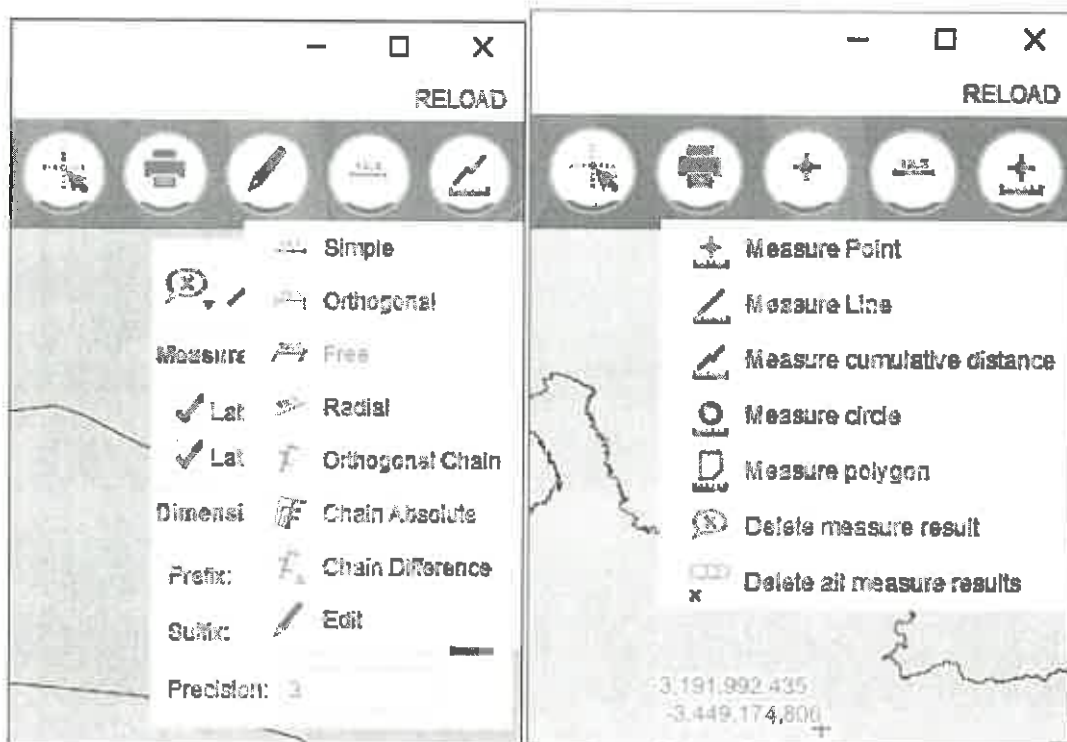 RELOAD
Simple
Orthogonal
Measure
Free
Lat
Radial
Lat
Orthogonal Chain
Dimensi
Chain Absolute
Prefix:
Chain Difference
Suffix:
Edit
Precision: 3
RELOAD
Measure Point
Measure Line
Measure cumulative distance
Measure circle
Measure polygon
Delete measure result
Delete all measure results
3,191,992.435
-3,449,174,806